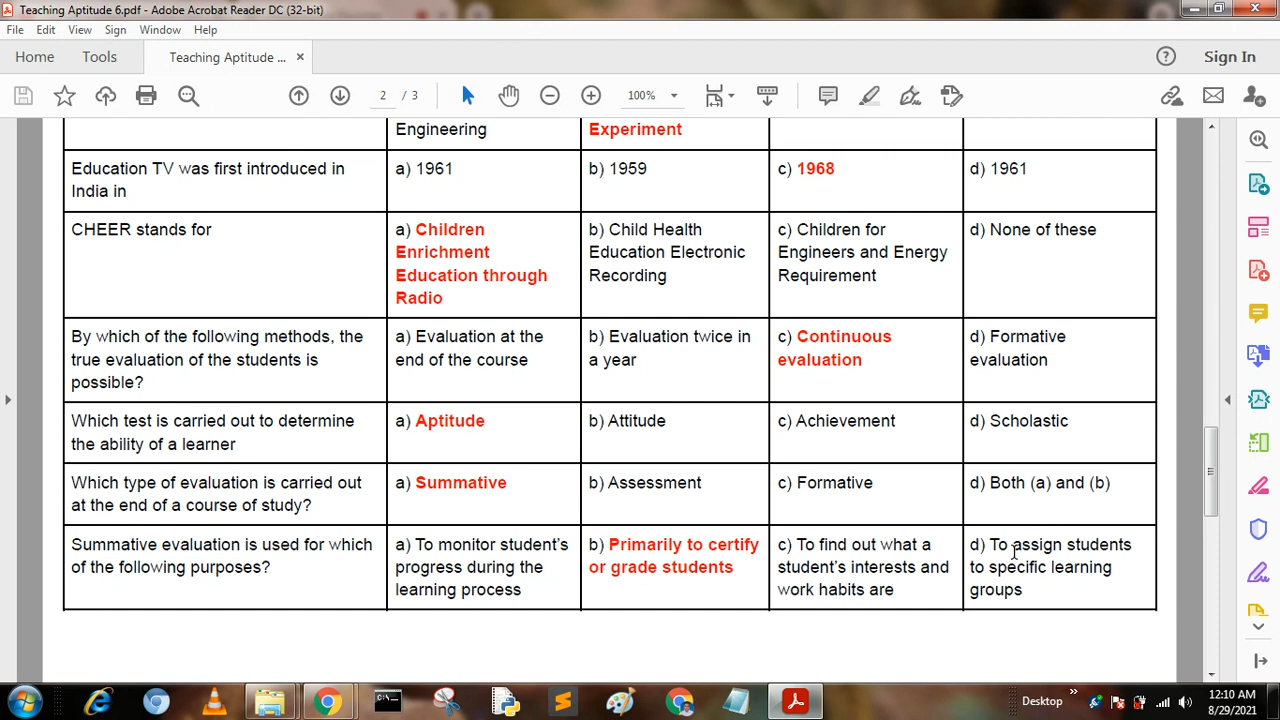 Teaching Aptitude 6.pdf - Adobe Acrobat Reader DC (32-bit)
File Edit View Sign Window Help
Home Tools Teaching Aptitude ... × Sign In
2 / 3 100%
Engineering
Experiment
Education TV was first introduced in
India in
a) 1961
b) 1959
c) 1968
d) 1961
CHEER stands for
a) Children
Enrichment
Education through
Radio
b) Child Health
Education Electronic
Recording
c) Children for
Engineers and Energy
Requirement
d) None of these
By which of the following methods, the
true evaluation of the students is
possible?
a) Evaluation at the
end of the course
b) Evaluation twice in
a year
c) Continuous
evaluation
d) Formative
evaluation
Which test is carried out to determine
the ability of a learner
a) Aptitude
b) Attitude
c) Achievement
d) Scholastic
Which type of evaluation is carried out
at the end of a course of study?
a) Summative
b) Assessment
c) Formative
d) Both (a) and (b)
Summative evaluation is used for which
of the following purposes?
a) To monitor student's
progress during the
learning process
b) Primarily to certify
or grade students
c) To find out what a
student's interests and
work habits are
d) To assign students
to specific learning
groups
Desktop
12:10 AM
8/29/2021